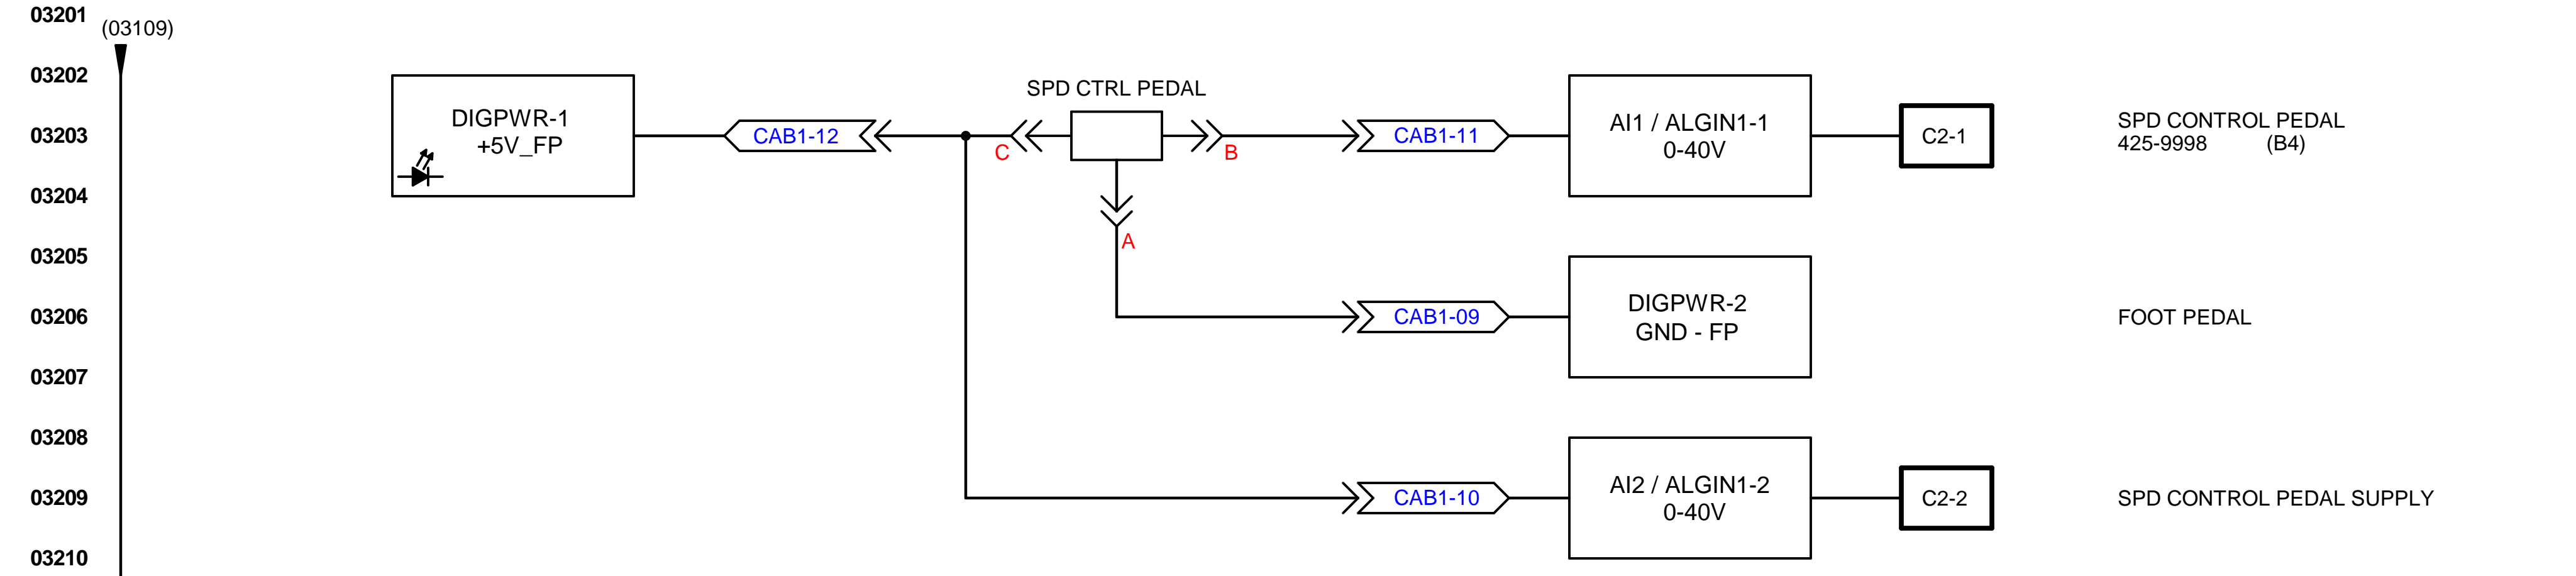 03201
(03109)
03202
SPD CTRL PEDAL
DIGPWR-1
+5V_FP
CAB1-12
C
B
CAB1-11
AI1 / ALGIN1-1
0-40V
C2-1
SPD CONTROL PEDAL
425-9998 (B4)
03203
03204
A
03205
03206
CAB1-09
DIGPWR-2
GND - FP
FOOT PEDAL
03207
03208
03209
CAB1-10
AI2 / ALGIN1-2
0-40V
C2-2
SPD CONTROL PEDAL SUPPLY
03210